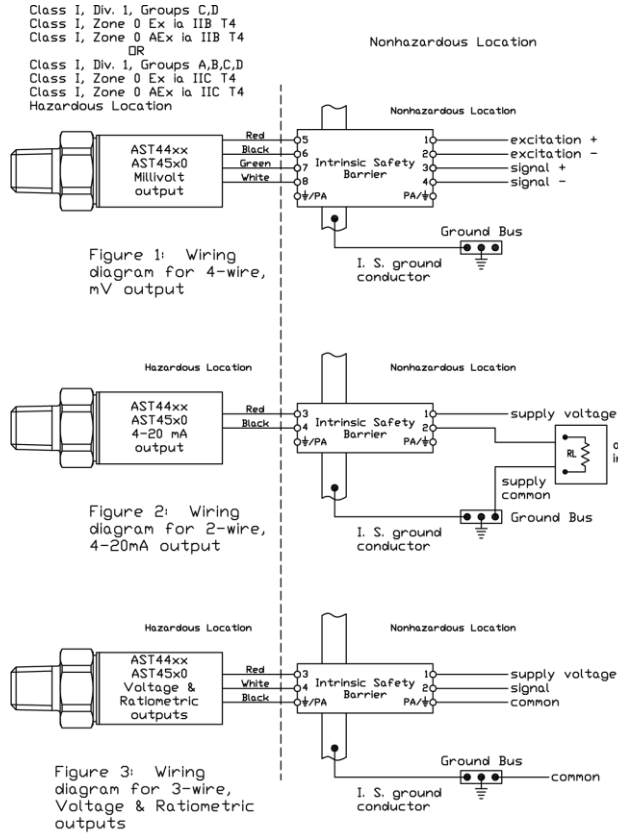 Class I, Div. 1, Groups C,D
Class I, Zone 0 Ex ia IIB T4
Class I, Zone 0 AEx ia IIB T4
OR
Class I, Div. 1, Groups A,B,C,D
Class I, Zone 0 Ex ia IIC T4
Class I, Zone 0 AEx ia IIC T4
Hazardous Location
Nonhazardous Location
Nonhazardous Location
AST44xx
AST45x0
Millivolt
output
Red
Black
Green
White
5
6
7
8
/PA
Intrinsic Safety
Barrier
1
2
3
4
PA/
excitation +
excitation -
signal +
signal -
Ground Bus
I. S. ground
conductor
Figure 1: Wiring
diagram for 4-wire,
mV output
Hazardous Location
Nonhazardous Location
AST44xx
AST45x0
4-20 mA
output
Red
Black
3
4
/PA
Intrinsic Safety
Barrier
1
2
PA/
supply voltage
RL
supply
common
Ground Bus
I. S. ground
conductor
Figure 2: Wiring
diagram for 2-wire,
4-20mA output
Hazardous Location
Nonhazardous Location
AST44xx
AST45x0
Voltage &
Ratiometric
outputs
Red
White
Black
3
4
/PA
Intrinsic Safety
Barrier
1
2
PA/
supply voltage
signal
common
Ground Bus
common
I. S. ground
conductor
Figure 3: Wiring
diagram for 3-wire,
Voltage & Ratiometric
outputs